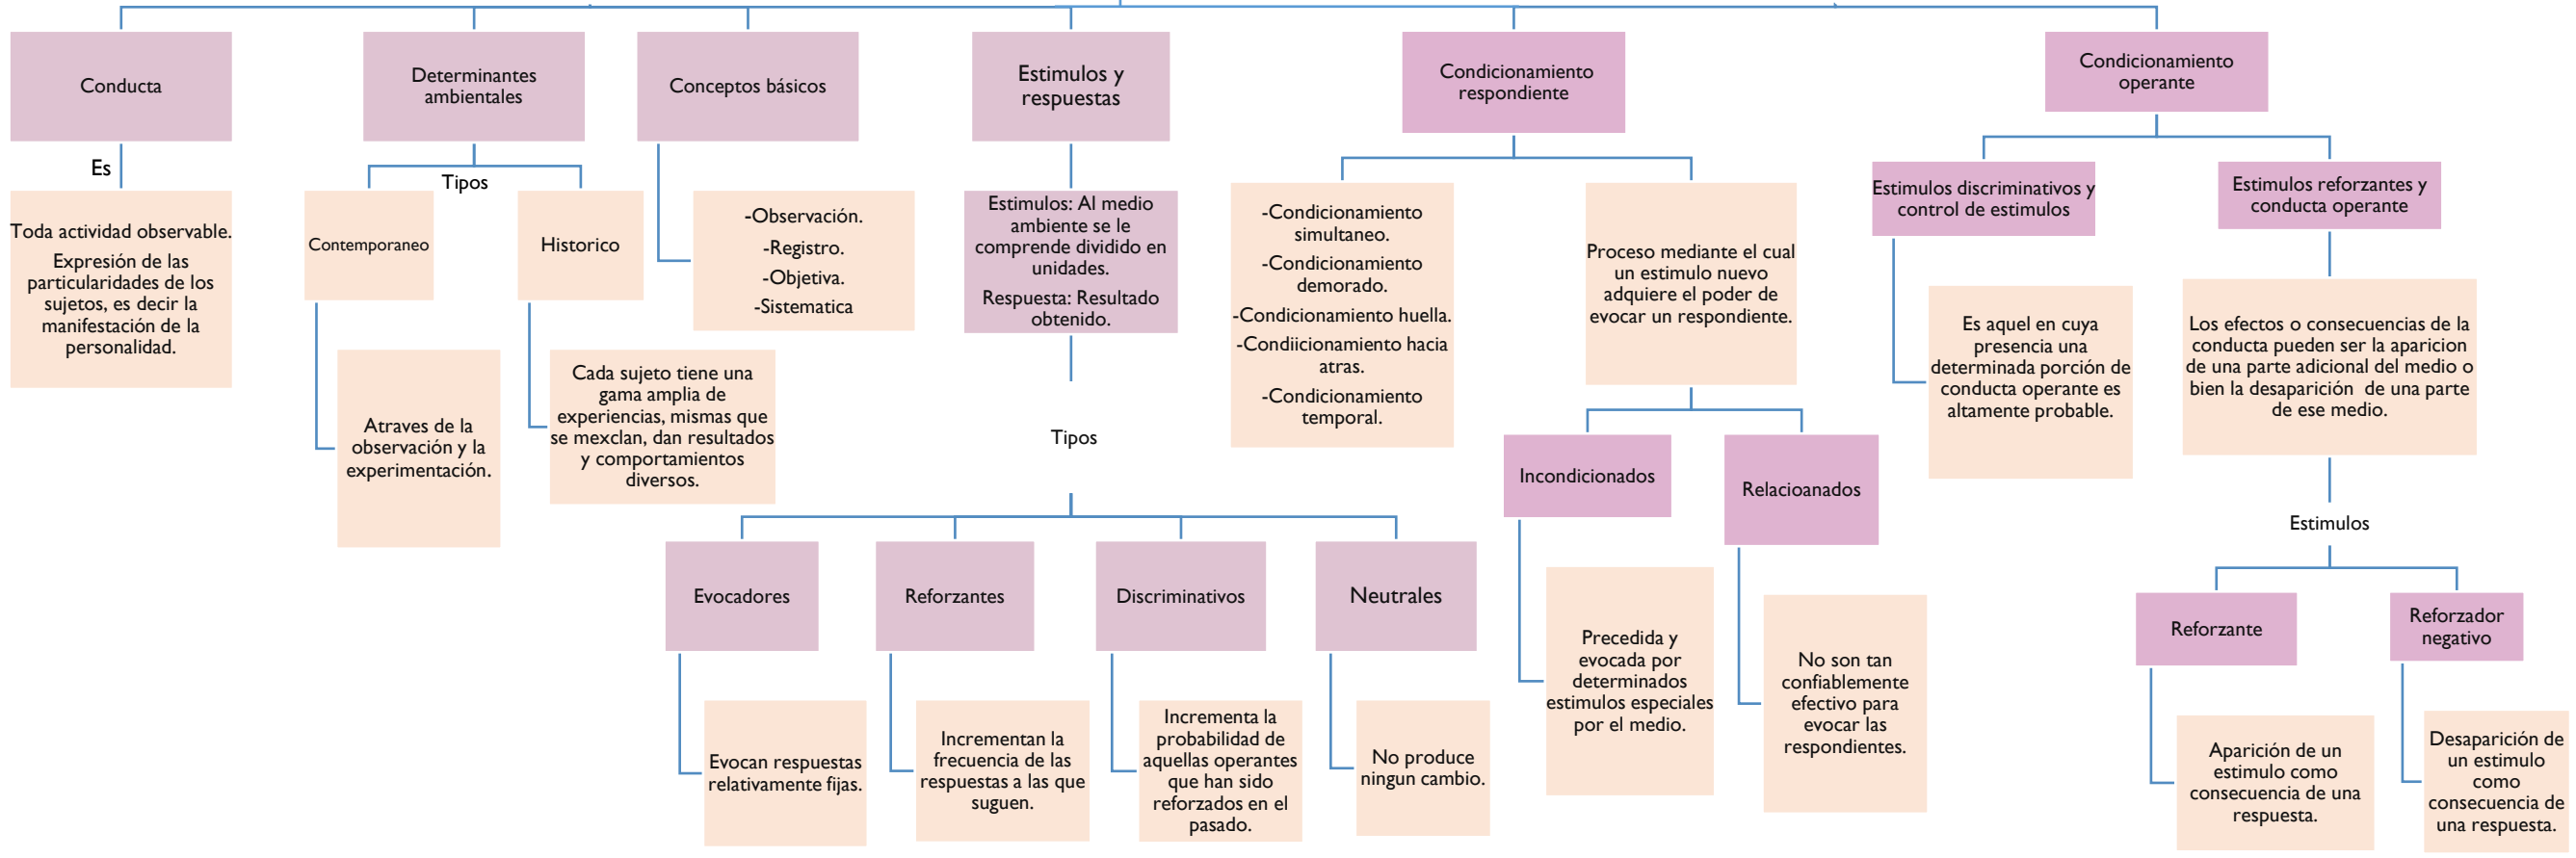 Conducta
Es
Toda actividad observable.
Expresión de las
particularidades de los
sujetos, es decir la
manifestación de la
personalidad.
Determinantes
ambientales
Tipos
Contemporaneo
Atraves de la
observación y la
experimentación.
Historico
Cada sujeto tiene una
gama amplia de
experiencias, mismas que
se mexclan, dan resultados
y comportamientos
diversos.
Conceptos básicos
-Observación.
-Registro.
-Objetiva.
-Sistematica
Estimulos y
respuestas
Estimulos: Al medio
ambiente se le
comprende dividido en
unidades.
Respuesta: Resultado
obtenido.
Tipos
Evocadores
Evocan respuestas
relativamente fijas.
Reforzantes
Incrementan la
frecuencia de las
respuestas a las que
suguen.
Discriminativos
Incrementa la
probabilidad de
aquellas operantes
que han sido
reforzados en el
pasado.
Neutrales
No produce
ningun cambio.
Condicionamiento
respondiente
-Condicionamiento
simultaneo.
-Condicionamiento
demorado.
-Condicionamiento huella.
-Condiicionamiento hacia
atras.
-Condicionamiento
temporal.
Proceso mediante el cual
un estimulo nuevo
adquiere el poder de
evocar un respondiente.
Incondicionados
Precedida y
evocada por
determinados
estimulos especiales
por el medio.
Relacioanados
No son tan
confiablemente
efectivo para
evocar las
respondientes.
Condicionamiento
operante
Estimulos discriminativos y
control de estimulos
Es aquel en cuya
presencia una
determinada porción de
conducta operante es
altamente probable.
Estimulos reforzantes y
conducta operante
Los efectos o consecuencias de la
conducta pueden ser la aparicion
de una parte adicional del medio o
bien la desaparición de una parte
de ese medio.
Estimulos
Reforzante
Aparición de un
estimulo como
consecuencia de una
respuesta.
Reforzador
negativo
Desaparición de
un estimulo
como
consecuencia de
una respuesta.